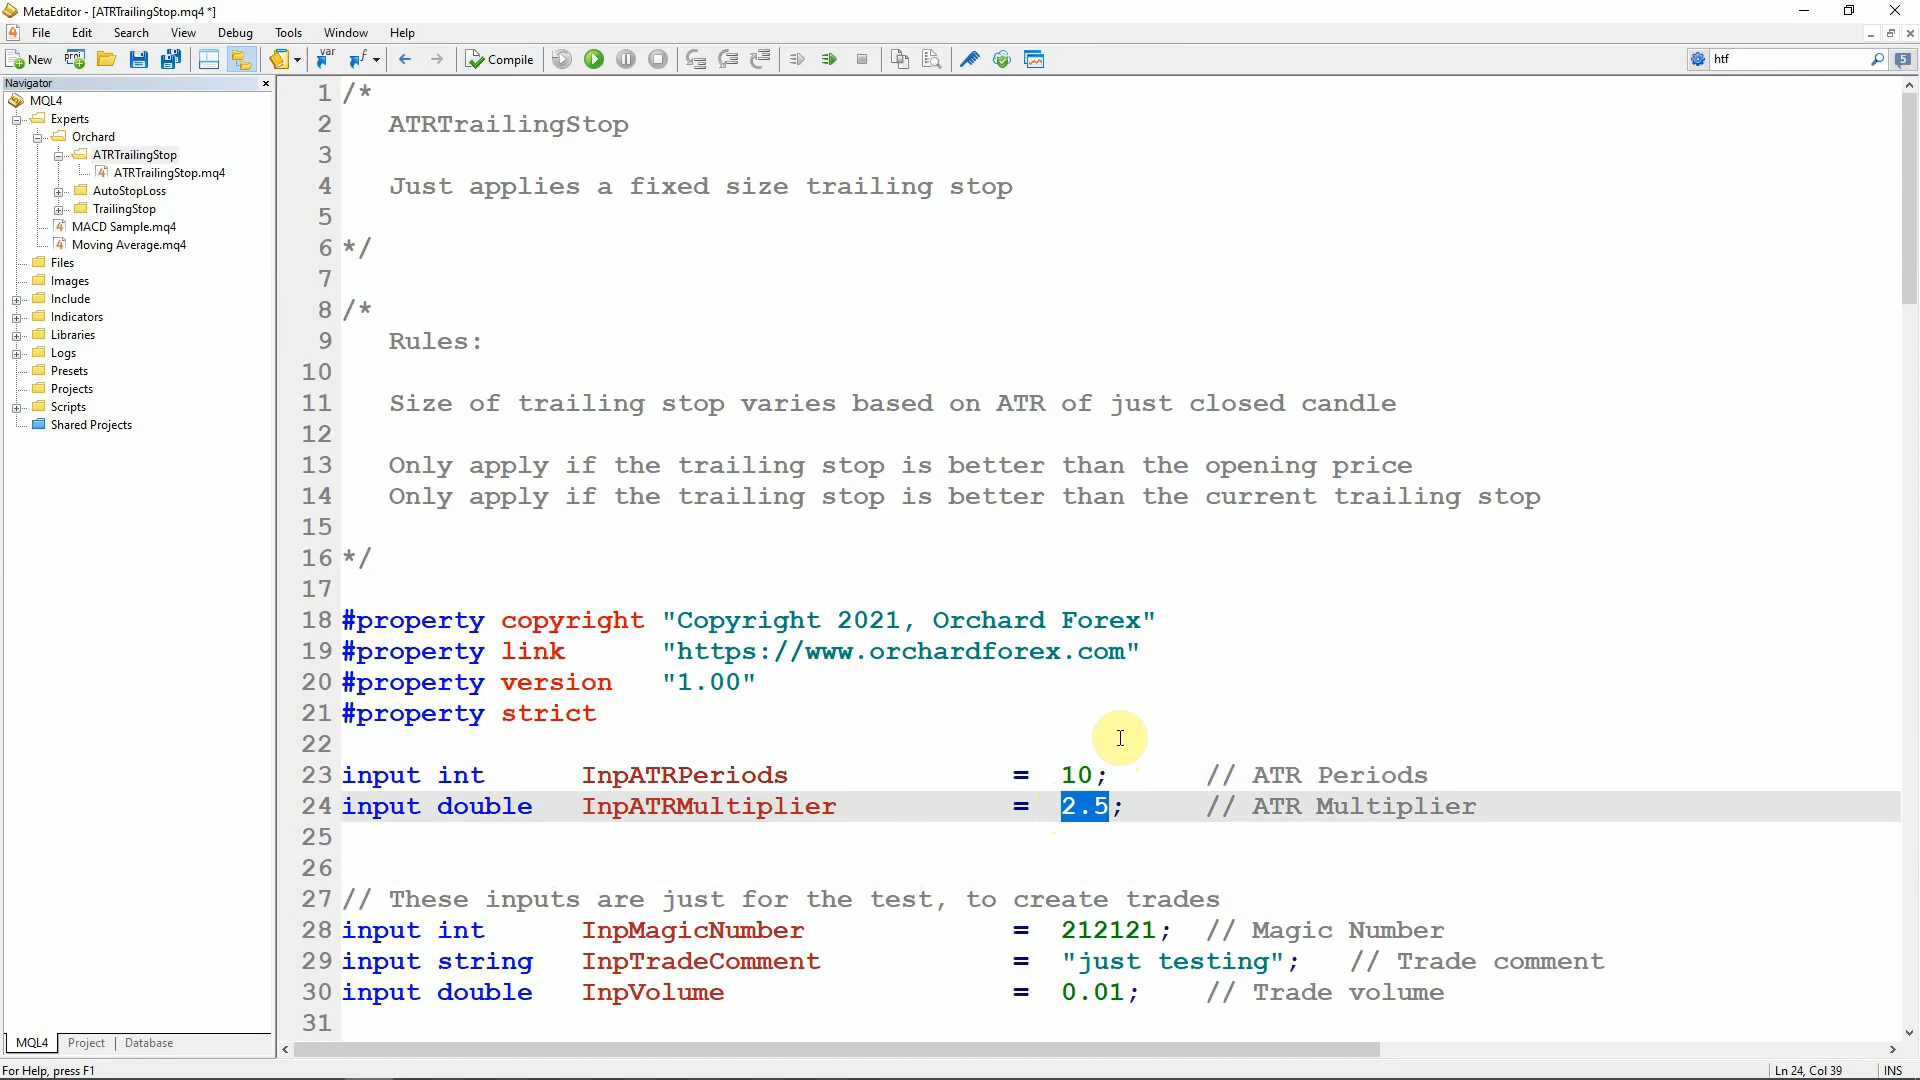 MetaEditor - [ATRTrailingStop.mq4 *]
File Edit Search View Debug Tools Window Help
New Compile htf 5
Navigator
MQL4
Experts
Orchard
ATRTrailingStop
ATRTrailingStop.mq4
AutoStopLoss
TrailingStop
MACD Sample.mq4
Moving Average.mq4
Files
Images
Include
Indicators
Libraries
Logs
Presets
Projects
Scripts
Shared Projects
MQL4 Project Database
1 /*
2 ATRTrailingStop
3
4 Just applies a fixed size trailing stop
5
6 */
7
8 /*
9 Rules:
10
11 Size of trailing stop varies based on ATR of just closed candle
12
13 Only apply if the trailing stop is better than the opening price
14 Only apply if the trailing stop is better than the current trailing stop
15
16 */
17
18 #property copyright "Copyright 2021, Orchard Forex"
19 #property link "https://www.orchardforex.com"
20 #property version "1.00"
21 #property strict
22
23 input int InpATRPeriods = 10; // ATR Periods
24 input double InpATRMultiplier = 2.5; // ATR Multiplier
25
26
27 // These inputs are just for the test, to create trades
28 input int InpMagicNumber = 212121; // Magic Number
29 input string InpTradeComment = "just testing"; // Trade comment
30 input double InpVolume = 0.01; // Trade volume
31
For Help, press F1 Ln 24, Col 39 INS